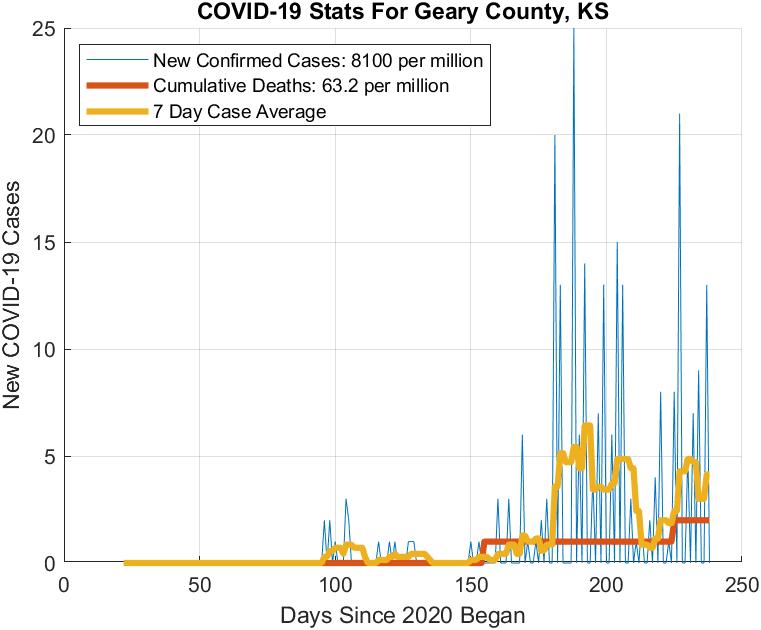 COVID-19 Stats For Geary County, KS
New Confirmed Cases: 8100 per million
Cumulative Deaths: 63.2 per million
7 Day Case Average
New COVID-19 Cases
25
20
15
10
5
0
0 50 100 150 200 250
Days Since 2020 Began